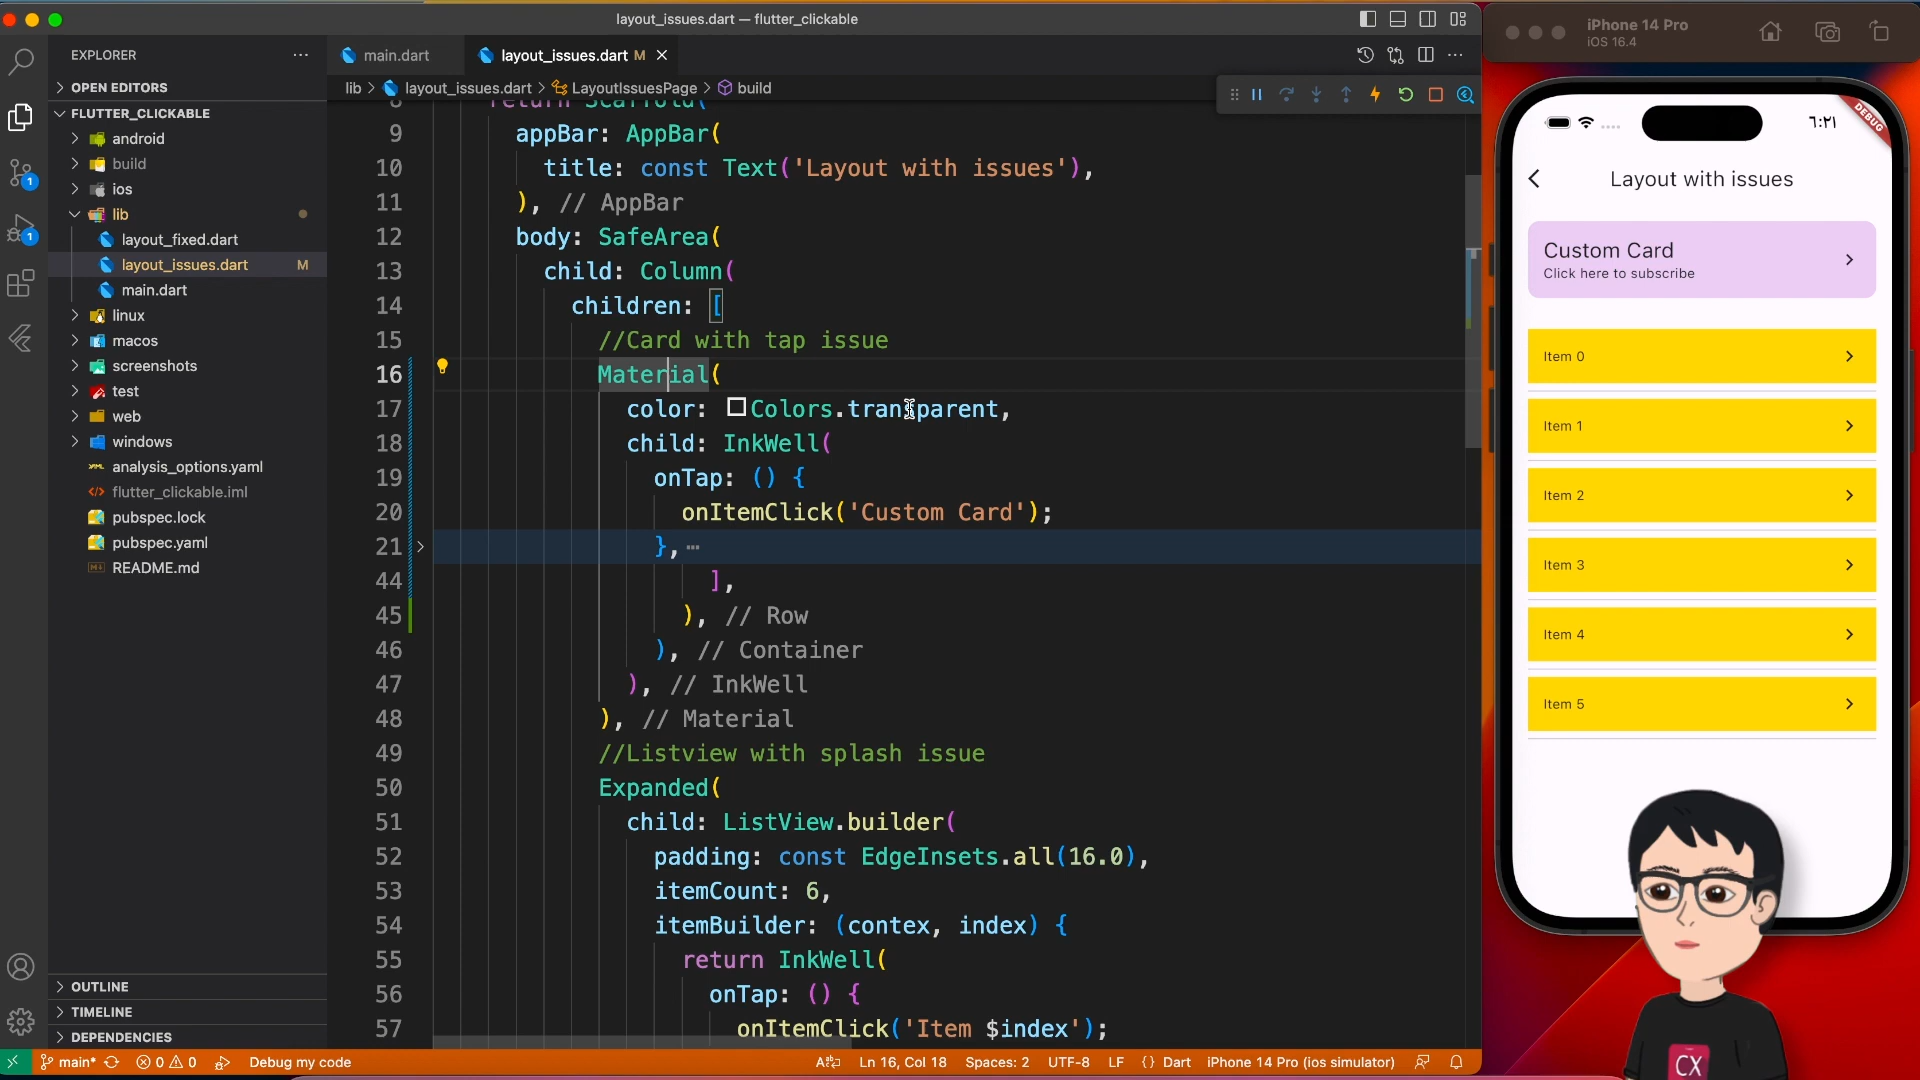 layout_issues.dart — flutter_clickable
iPhone 14 Pro
iOS 16.4
EXPLORER
main.dart
layout_issues.dart M
OPEN EDITORS
lib > layout_issues.dart > LayoutIssuesPage > build
FLUTTER_CLICKABLE
android
build
ios
lib
layout_fixed.dart
layout_issues.dart M
main.dart
linux
macos
screenshots
test
web
windows
analysis_options.yaml
flutter_clickable.iml
pubspec.lock
pubspec.yaml
README.md
OUTLINE
TIMELINE
DEPENDENCIES
1
1
8 return Scaffold(
9 appBar: AppBar(
10 title: const Text('Layout with issues'),
11 ), // AppBar
12 body: SafeArea(
13 child: Column(
14 children: [
15 //Card with tap issue
16 Material(
17 color: Colors.transparent,
18 child: InkWell(
19 onTap: () {
20 onItemClick('Custom Card');
21 }, ⋯
44 ],
45 ), // Row
46 ), // Container
47 ), // InkWell
48 ), // Material
49 //Listview with splash issue
50 Expanded(
51 child: ListView.builder(
52 padding: const EdgeInsets.all(16.0),
53 itemCount: 6,
54 itemBuilder: (contex, index) {
55 return InkWell(
56 onTap: () {
57 onItemClick('Item $index');
٦:٢١
DEBUG
Layout with issues
Custom Card
Click here to subscribe
Item 0
Item 1
Item 2
Item 3
Item 4
Item 5
CX
main* 0 0 Debug my code
Ln 16, Col 18 Spaces: 2 UTF-8 LF {} Dart iPhone 14 Pro (ios simulator)